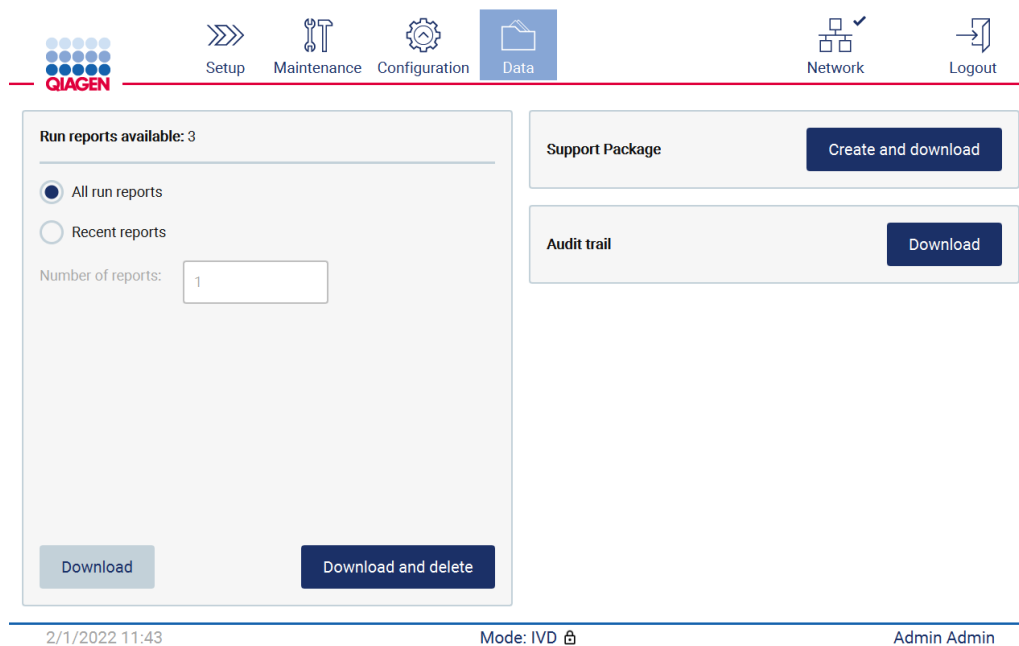 QIAGEN
Setup
Maintenance
Configuration
Data
Network
Logout
Run reports available: 3
All run reports
Recent reports
Number of reports:
1
Download
Download and delete
Support Package
Create and download
Audit trail
Download
2/1/2022 11:43
Mode: IVD
Admin Admin